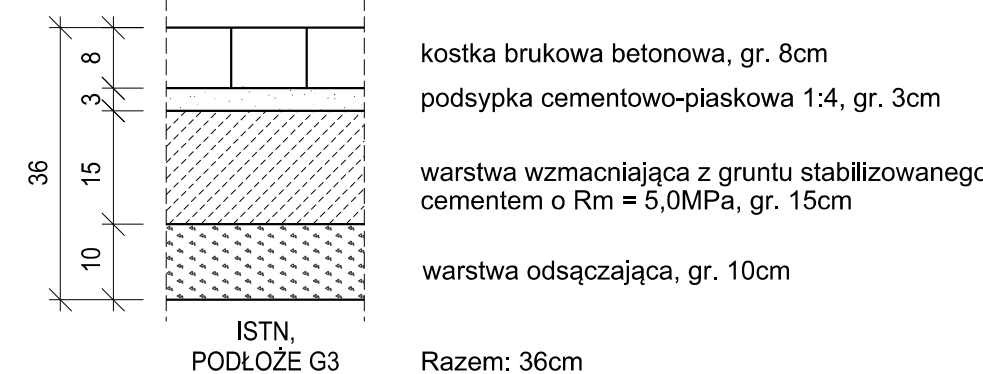 36
8
3
15
10
kostka brukowa betonowa, gr. 8cm
podsypka cementowo-piaskowa 1:4, gr. 3cm
warstwa wzmacniająca z gruntu stabilizowanego
cementem o Rm = 5,0MPa, gr. 15cm
warstwa odsączająca, gr. 10cm
ISTN,
PODŁOŻE G3
Razem: 36cm